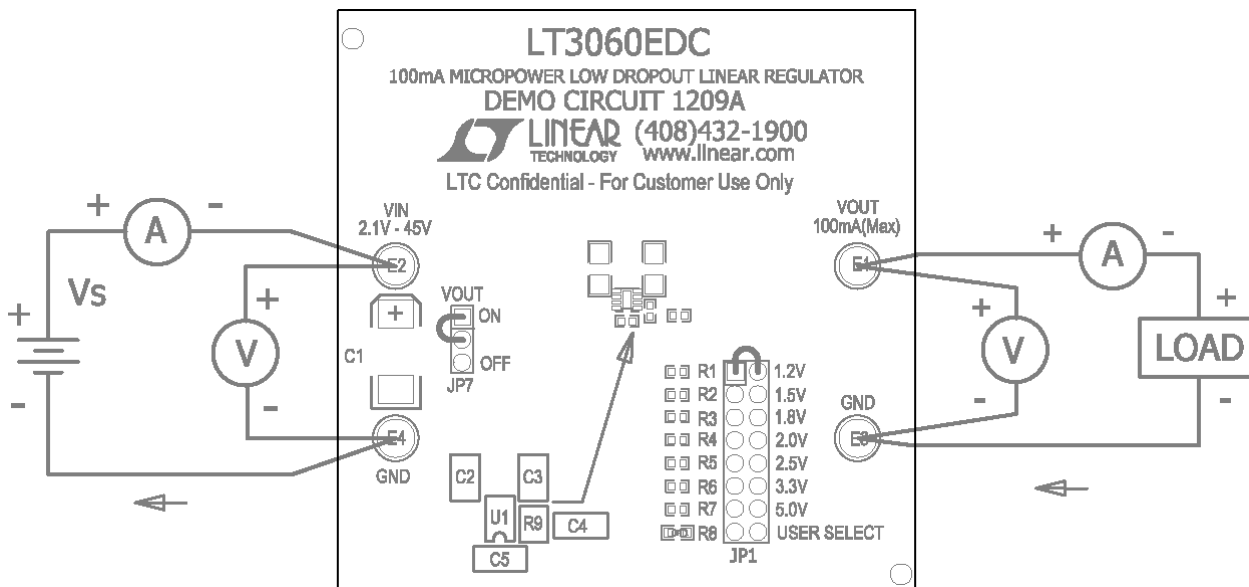 LT3060EDC
100mA MICROPOWER LOW DROPOUT LINEAR REGULATOR
DEMO CIRCUIT 1209A
LINEAR (408)432-1900
TECHNOLOGY www.linear.com
LTC Confidential - For Customer Use Only
+ A -
VIN
2.1V - 45V
E2
VOUT
100mA(Max)
E1
+ A -
Vs
+
-
+
V
-
C1
+
VOUT
ON
OFF
JP7
E4
GND
+
V
-
+
LOAD
-
GND
E3
R1 1.2V
R2 1.5V
R3 1.8V
R4 2.0V
R5 2.5V
R6 3.3V
R7 5.0V
R8 USER SELECT
JP1
C2
C3
U1
R9
C4
C5